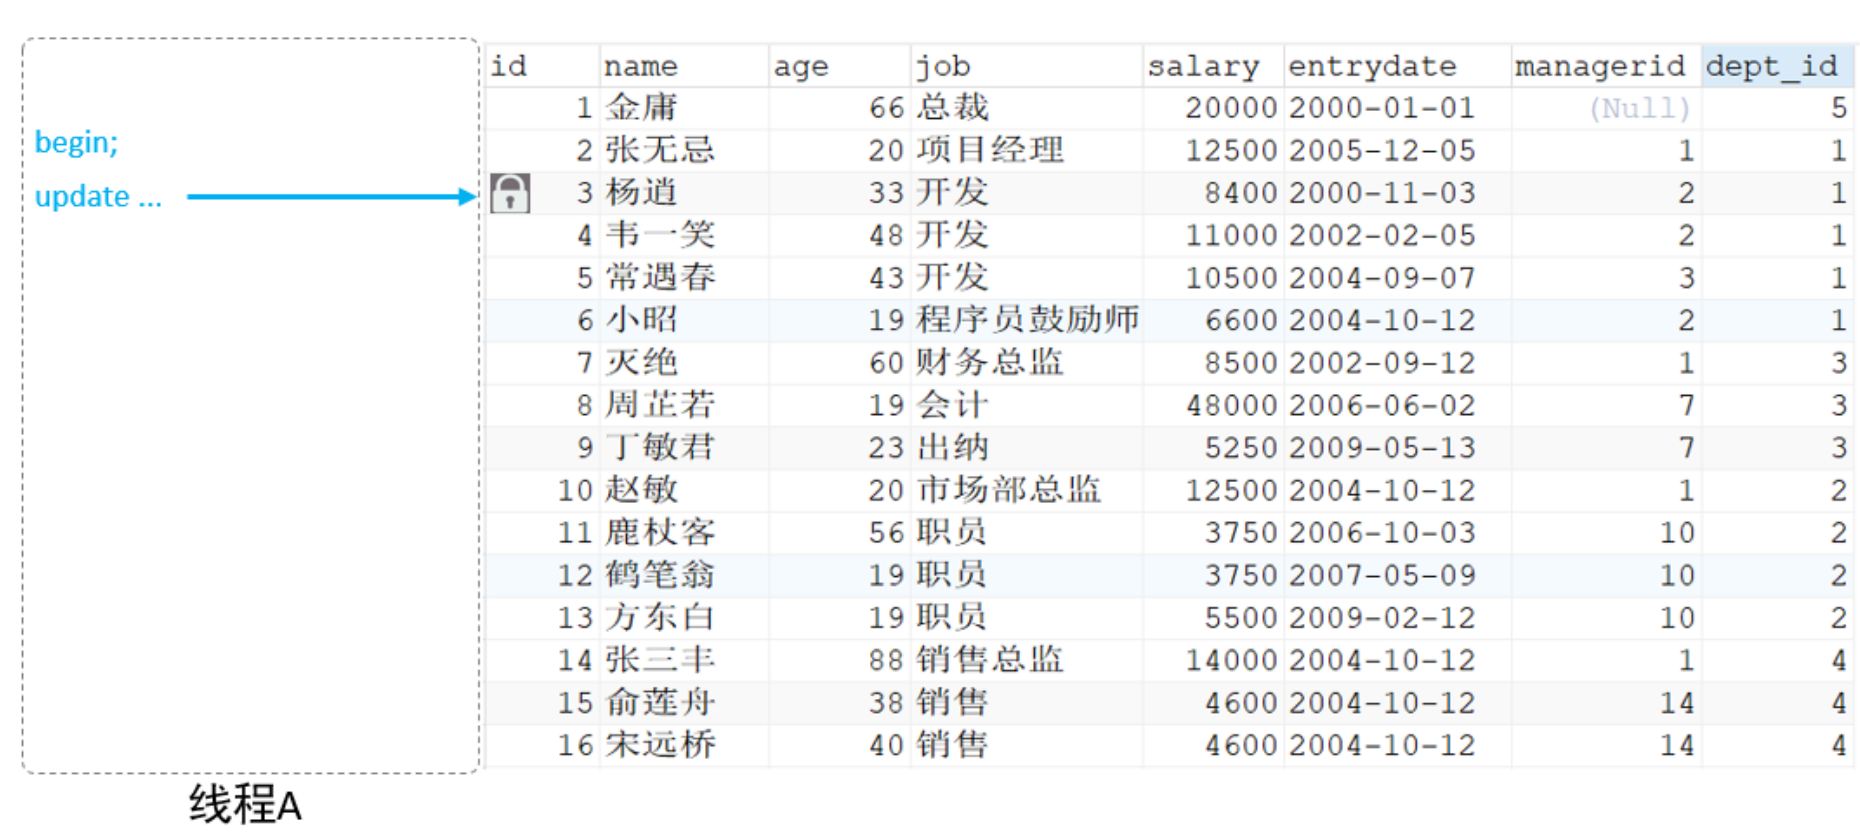 id name age job salary entrydate managerid dept_id
1 金庸 66 总裁 20000 2000-01-01 (Null) 5
begin;
2 张无忌 20 项目经理 12500 2005-12-05 1 1
update ...
3 杨逍 33 开发 8400 2000-11-03 2 1
4 韦一笑 48 开发 11000 2002-02-05 2 1
5 常遇春 43 开发 10500 2004-09-07 3 1
6 小昭 19 程序员鼓励师 6600 2004-10-12 2 1
7 灭绝 60 财务总监 8500 2002-09-12 1 3
8 周芷若 19 会计 48000 2006-06-02 7 3
9 丁敏君 23 出纳 5250 2009-05-13 7 3
10 赵敏 20 市场部总监 12500 2004-10-12 1 2
11 鹿杖客 56 职员 3750 2006-10-03 10 2
12 鹤笔翁 19 职员 3750 2007-05-09 10 2
13 方东白 19 职员 5500 2009-02-12 10 2
14 张三丰 88 销售总监 14000 2004-10-12 1 4
15 俞莲舟 38 销售 4600 2004-10-12 14 4
16 宋远桥 40 销售 4600 2004-10-12 14 4
线程A